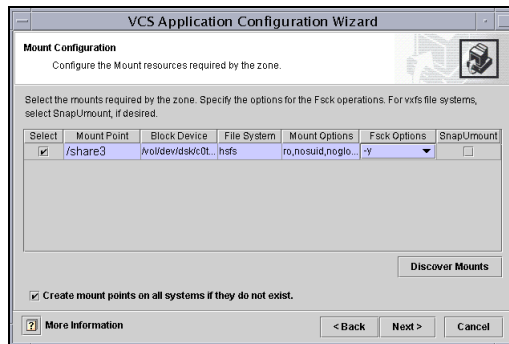 VCS Application Configuration Wizard
Mount Configuration
Configure the Mount resources required by the zone.
Select the mounts required by the zone. Specify the options for the Fsck operations. For vxfs file systems,
select SnapUmount, if desired.
Select Mount Point Block Device File System Mount Options Fsck Options SnapUmount
/share3 /vol/dev/dsk/c0t... hsfs ro,nosuid,noglo... -y
Discover Mounts
Create mount points on all systems if they do not exist.
? More Information < Back Next > Cancel